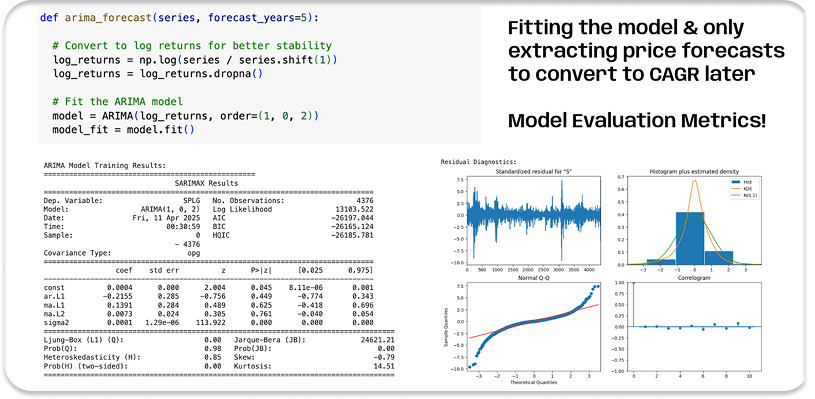 def arima_forecast(series, forecast_years=5):
# Convert to log returns for better stability
log_returns = np.log(series / series.shift(1))
log_returns = log_returns.dropna()
# Fit the ARIMA model
model = ARIMA(log_returns, order=(1, 0, 2))
model_fit = model.fit()
Fitting the model & only
extracting price forecasts
to convert to CAGR later
Model Evaluation Metrics!
ARIMA Model Training Results:
SARIMAX Results
Dep. Variable: SPLG No. Observations: 4376
Model: ARIMA(1, 0, 2) Log Likelihood 13103.522
Date: Fri, 11 Apr 2025 AIC -26197.044
Time: 00:30:59 BIC -26165.124
Sample: 0 HQIC -26185.781
- 4376
Covariance Type: opg
coef std err z P>|z| [0.025 0.975]
const 0.0004 0.000 2.004 0.045 8.11e-06 0.001
ar.L1 -0.2155 0.285 -0.756 0.449 -0.774 0.343
ma.L1 0.1391 0.284 0.489 0.625 -0.418 0.696
ma.L2 0.0073 0.024 0.305 0.761 -0.040 0.054
sigma2 0.0001 1.29e-06 113.922 0.000 0.000 0.000
Ljung-Box (L1) (Q): 0.00 Jarque-Bera (JB): 24621.21
Prob(Q): 0.98 Prob(JB): 0.00
Heteroskedasticity (H): 0.85 Skew: -0.79
Prob(H) (two-sided): 0.00 Kurtosis: 14.51
Residual Diagnostics:
Standardized residual for "S"
7.5
5.0
2.5
0.0
-2.5
-5.0
-7.5
-10.0
0 500 1000 1500 2000 2500 3000 3500 4000
Histogram plus estimated density
Hist
KDE
N(0,1)
0.7
0.6
0.5
0.4
0.3
0.2
0.1
0.0
-3 -2 -1 0 1 2 3
Normal Q-Q
Sample Quantiles
7.5
5.0
2.5
0.0
-2.5
-5.0
-7.5
-10.0
-3 -2 -1 0 1 2 3
Theoretical Quantiles
Correlogram
1.00
0.75
0.50
0.25
0.00
-0.25
-0.50
-0.75
-1.00
0 2 4 6 8 10